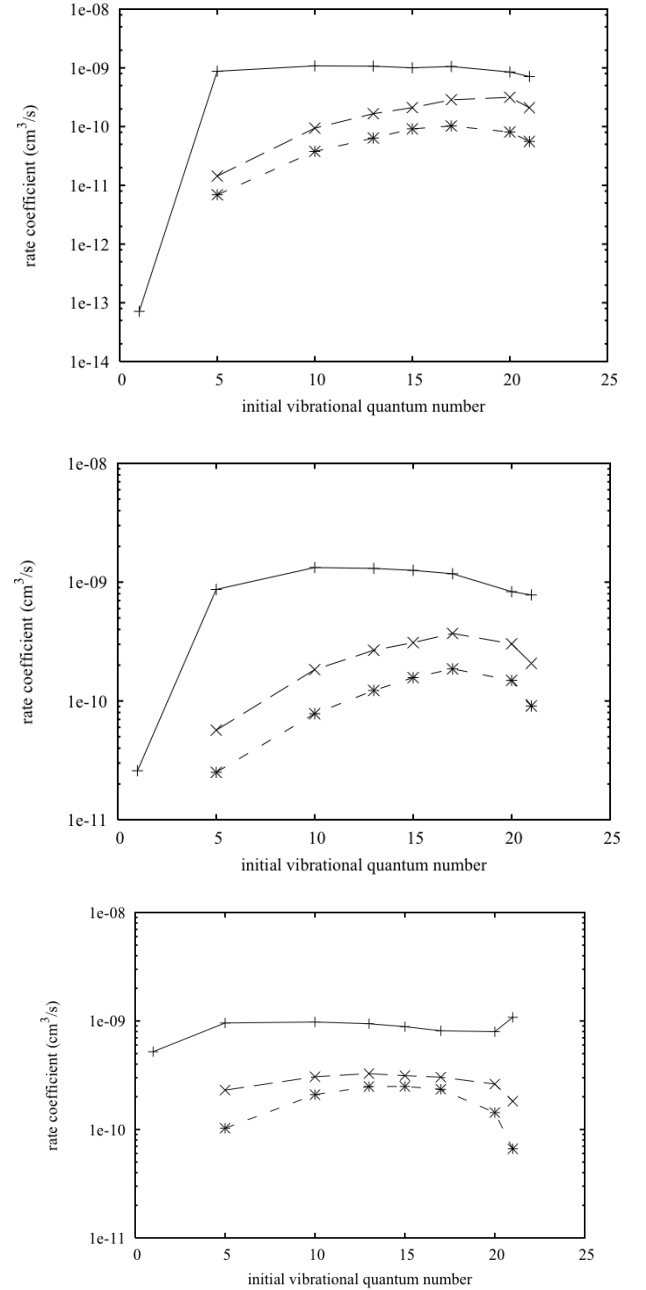 1e-08
1e-09
1e-10
1e-11
1e-12
1e-13
1e-14
rate coefficient (cm³/s)
0 5 10 15 20 25
initial vibrational quantum number
1e-08
1e-09
1e-10
1e-11
rate coefficient (cm³/s)
0 5 10 15 20 25
initial vibrational quantum number
1e-08
1e-09
1e-10
1e-11
rate coefficient (cm³/s)
0 5 10 15 20 25
initial vibrational quantum number